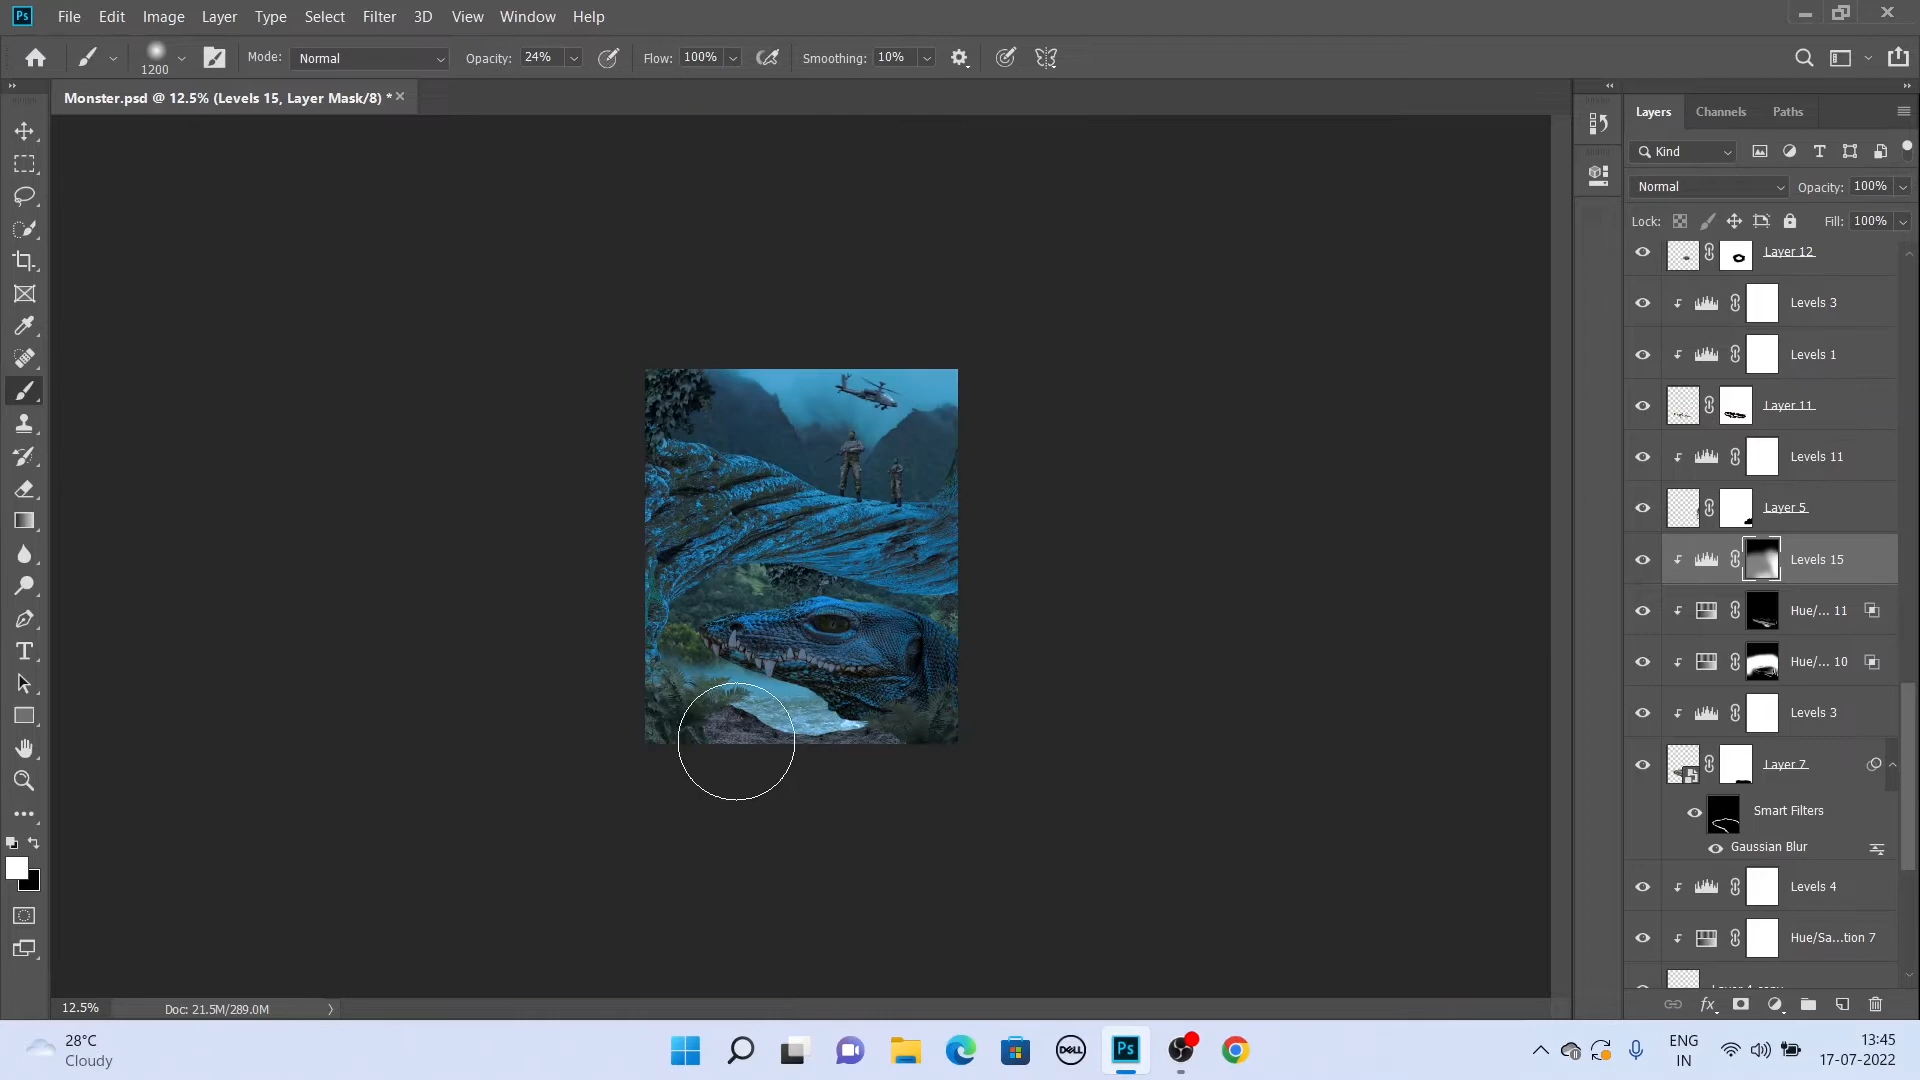 Ps File Edit Image Layer Type Select Filter 3D View Window Help
1200 Mode: Normal Opacity: 24% Flow: 100% Smoothing: 10%
Monster.psd @ 12.5% (Levels 15, Layer Mask/8) *
Layers Channels Paths
Kind
Normal Opacity: 100%
Lock: Fill: 100%
Layer 12
Levels 3
Levels 1
Layer 11
Levels 11
Layer 5
Levels 15
Hue/... 11
Hue/... 10
Levels 3
Layer 7
Smart Filters
Gaussian Blur
Levels 4
Hue/Sa...tion 7
12.5% Doc: 21.5M/289.0M
fx
28°C
Cloudy
DELL
Ps
ENG
IN
13:45
17-07-2022